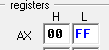 registers
H L
AX 00 FF